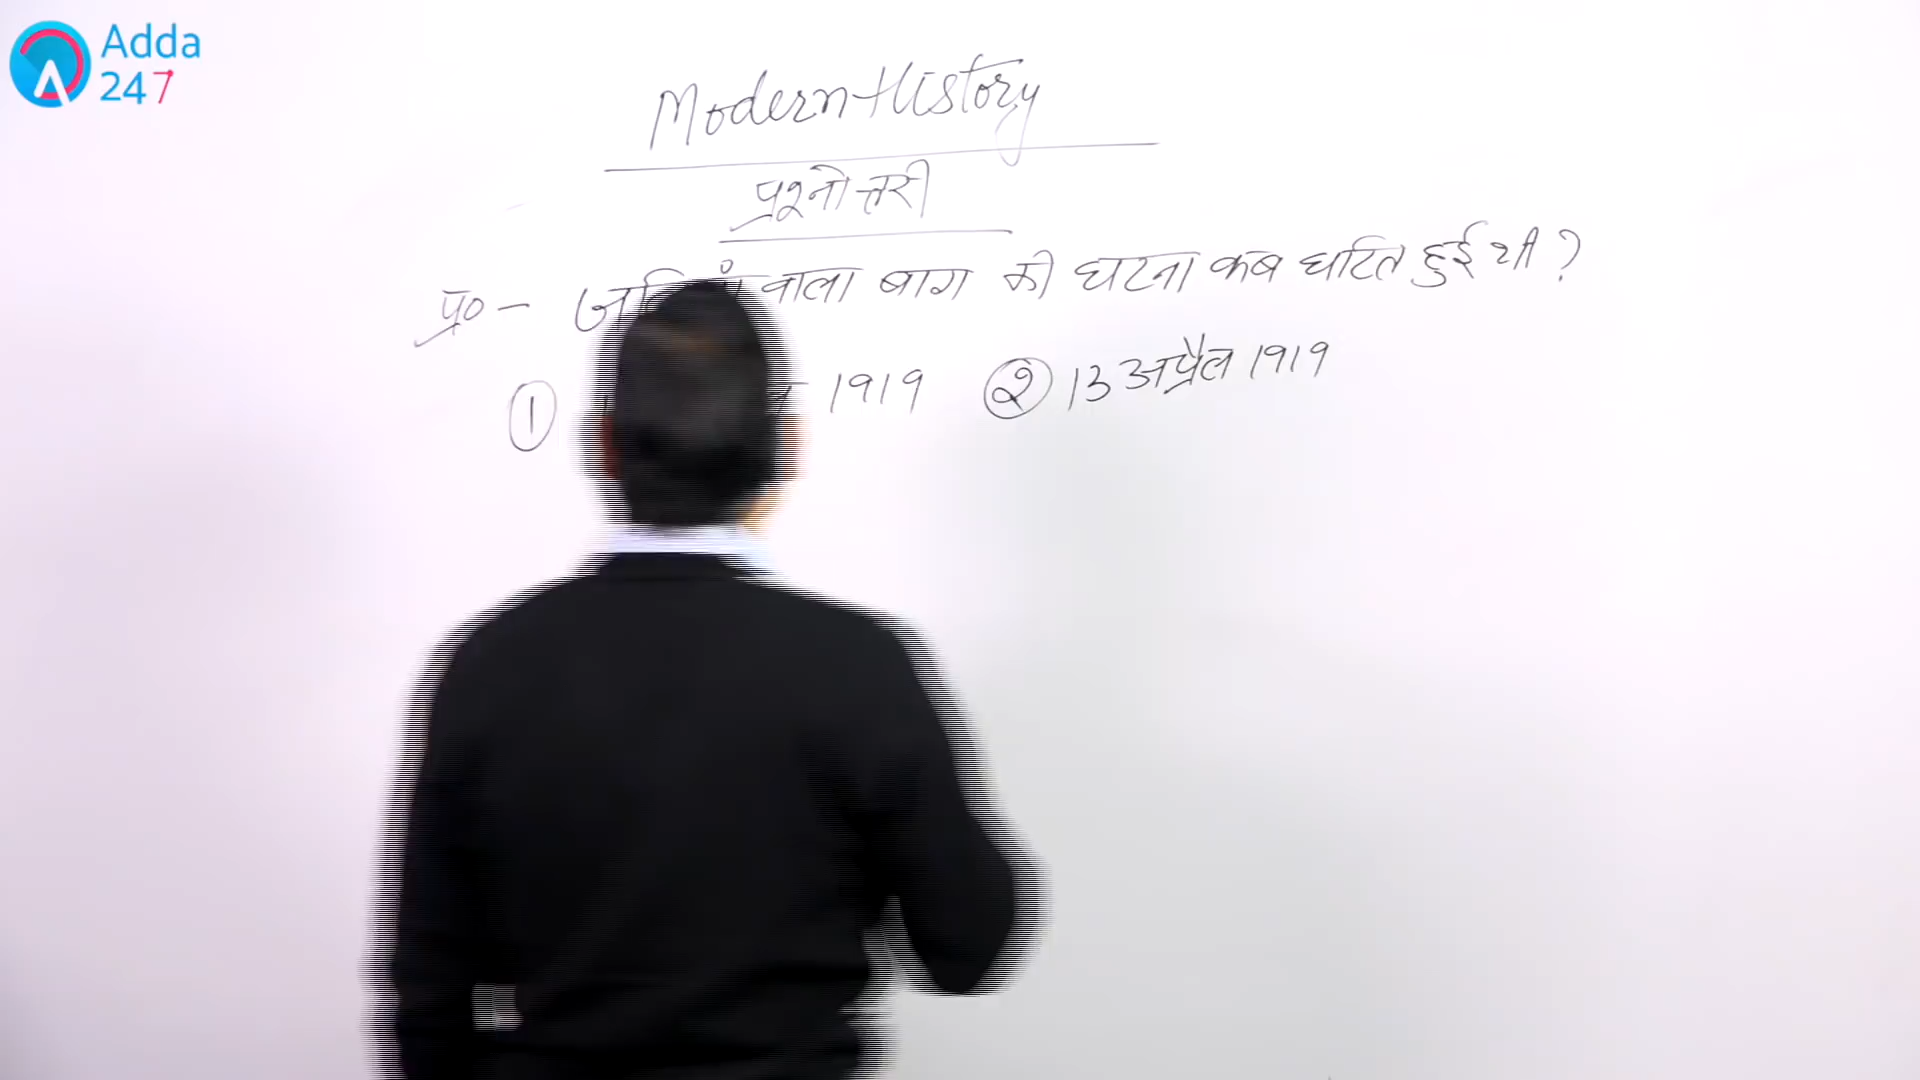 Adda
247
Modern History
प्रश्नोत्तरी
प्र० - वाला बाग की घटना कब घटित हुई थी ?
① 1919 ② 13 अप्रैल 1919